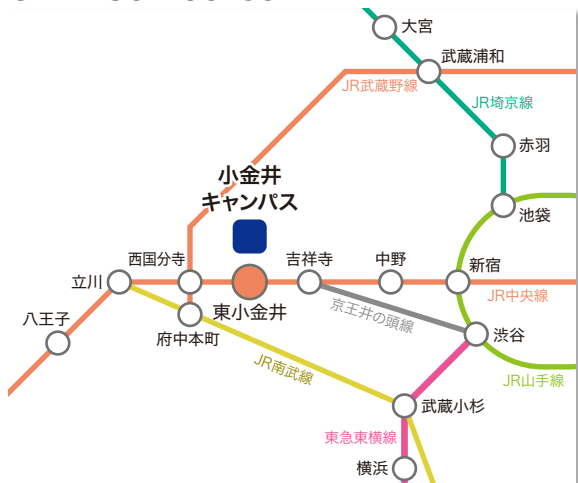 大宮
武蔵浦和
JR武蔵野線
JR埼京線
赤羽
小金井
キャンパス
池袋
西国分寺
吉祥寺
中野
新宿
立川
JR中央線
東小金井
京王井の頭線
八王子
府中本町
渋谷
JR南武線
JR山手線
武蔵小杉
東急東横線
横浜